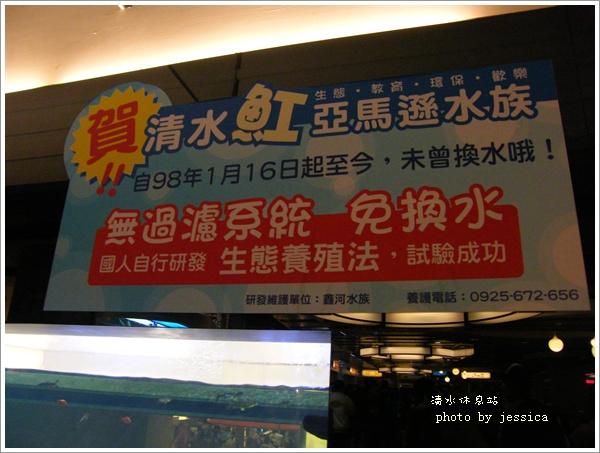 生態・教育・環保・歡樂
賀!! 清水魟亞馬遜水族
自98年1月16日起至今，未曾換水哦！
無過濾系統 免換水
國人自行研發 生態養殖法，試驗成功
研發維護單位：鑫河水族 養護電話：0925-672-656
清水休息站
photo by jessica